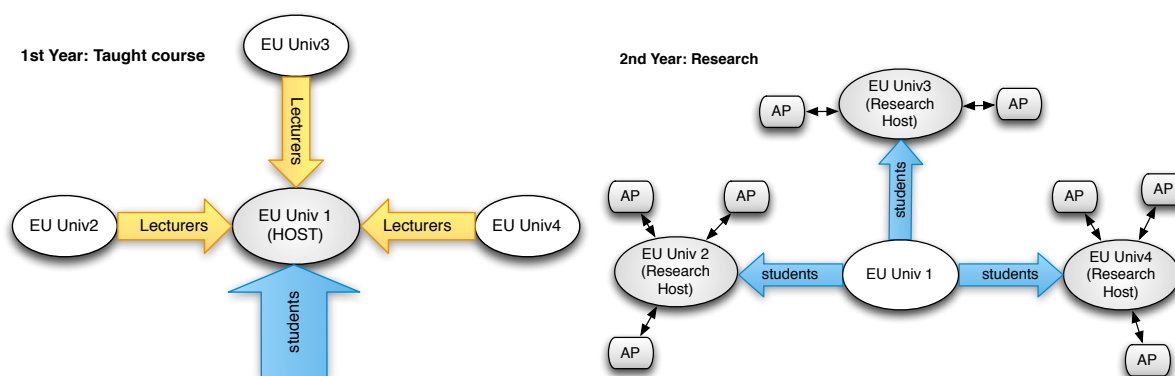 1st Year: Taught course
EU Univ3
Lecturers
EU Univ2
Lecturers
EU Univ 1
(HOST)
Lecturers
EU Univ4
students
2nd Year: Research
EU Univ3
(Research
Host)
AP
AP
students
AP
AP
AP
AP
EU Univ 2
(Research
Host)
students
EU Univ 1
students
EU Univ4
(Research
Host)
AP
AP